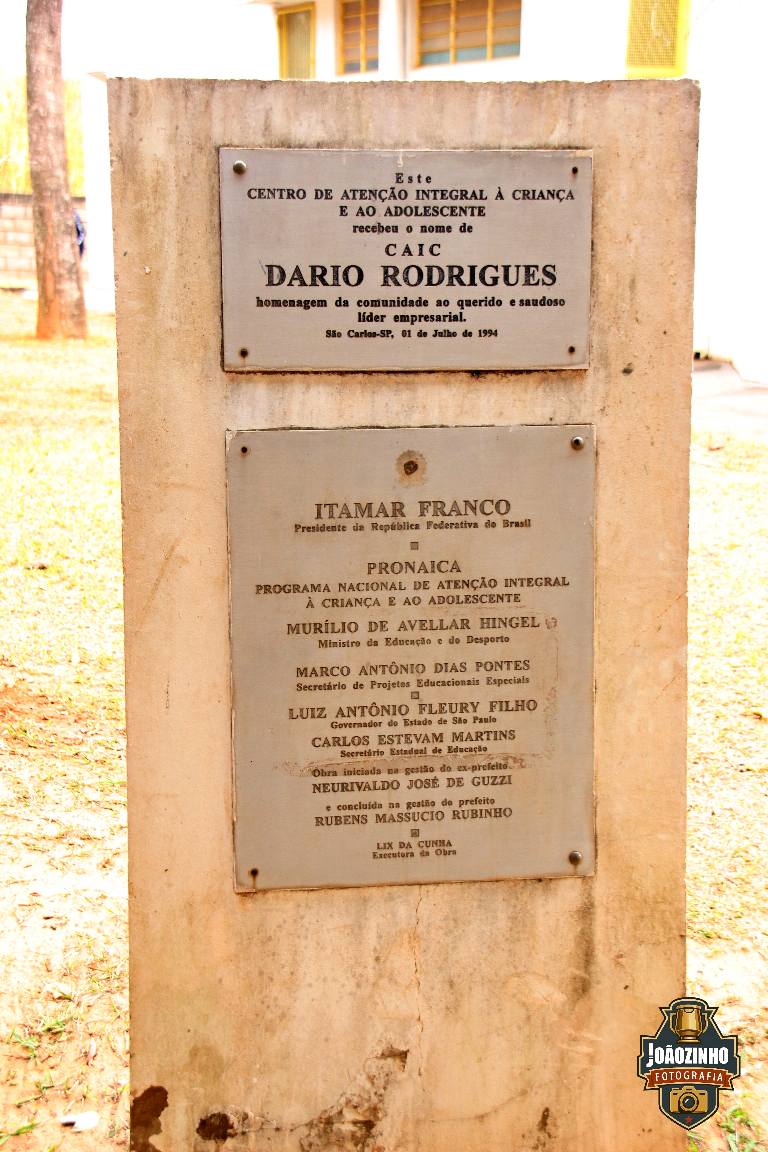 Este
CENTRO DE ATENÇÃO INTEGRAL À CRIANÇA
E AO ADOLESCENTE
recebeu o nome de
CAIC
DARIO RODRIGUES
homenagem da comunidade ao querido e saudoso
líder empresarial.
São Carlos-SP, 01 de Julho de 1994
ITAMAR FRANCO
Presidente da República Federativa do Brasil
PRONAICA
PROGRAMA NACIONAL DE ATENÇÃO INTEGRAL
À CRIANÇA E AO ADOLESCENTE
MURÍLIO DE AVELLAR HINGEL
Ministro da Educação e do Desporto
MARCO ANTÔNIO DIAS PONTES
Secretário de Projetos Educacionais Especiais
LUIZ ANTÔNIO FLEURY FILHO
Governador do Estado de São Paulo
CARLOS ESTEVAM MARTINS
Secretário Estadual de Educação
Obra iniciada na gestão do ex-prefeito
NEURIVALDO JOSÉ DE GUZZI
e concluída na gestão do prefeito
RUBENS MASSUCIO RUBINHO
LIX DA CUNHA
Executora da Obra
JOÃOZINHO
FOTOGRAFIA